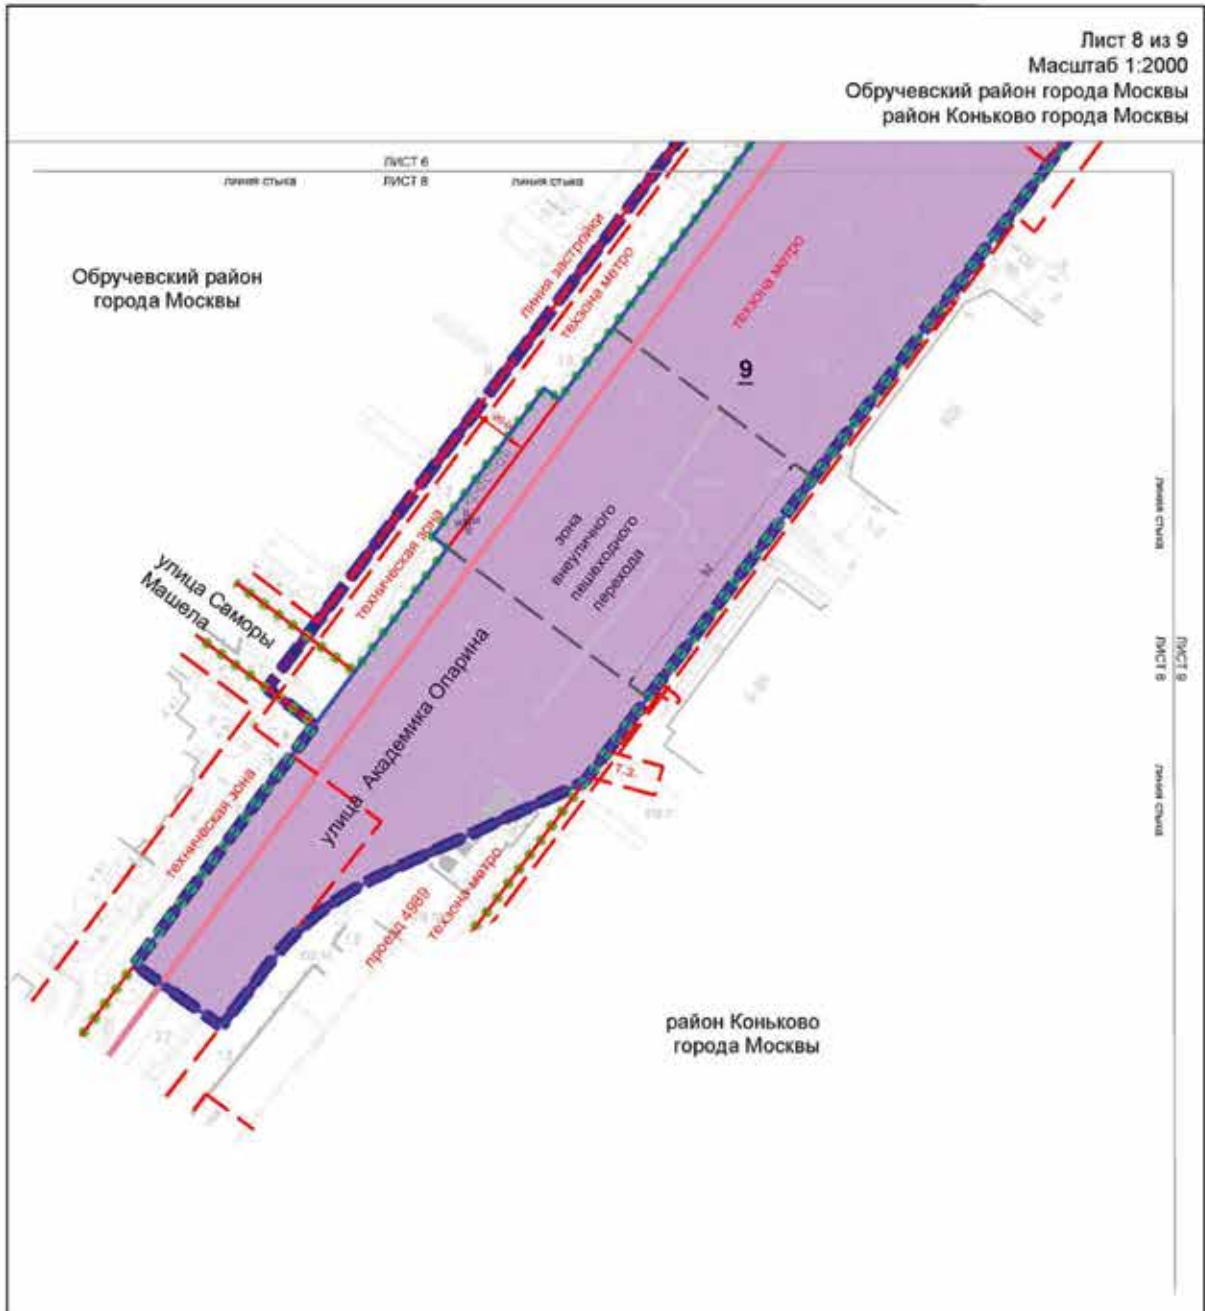 Лист 8 из 9
Масштаб 1:2000
Обручевский район города Москвы
район Коньково города Москвы
ЛИСТ 6
линия стыка
ЛИСТ 8
линия стыка
Обручевский район
города Москвы
линия застройки
техзона метро
техзона метро
9
линия стыка
техническая зона
зона
внеуличного
пешеходного
перехода
улица Саморы
Машела
улица Академика Опарина
ЛИСТ 8
ЛИСТ 9
линия стыка
Т.З.
техническая зона
проезд 4989
техзона метро
район Коньково
города Москвы